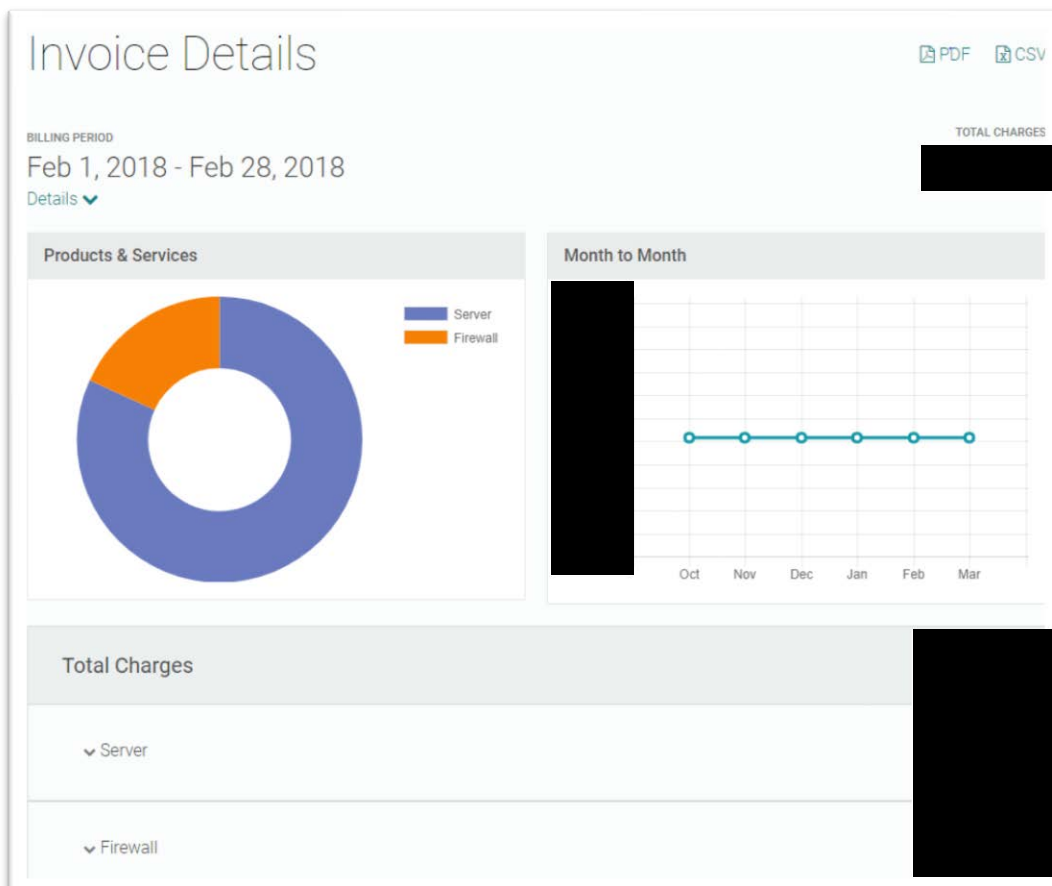 Invoice Details
PDF CSV
BILLING PERIOD
TOTAL CHARGES
Feb 1, 2018 - Feb 28, 2018
Details
Products & Services
Server
Firewall
Month to Month
Oct Nov Dec Jan Feb Mar
Total Charges
Server
Firewall